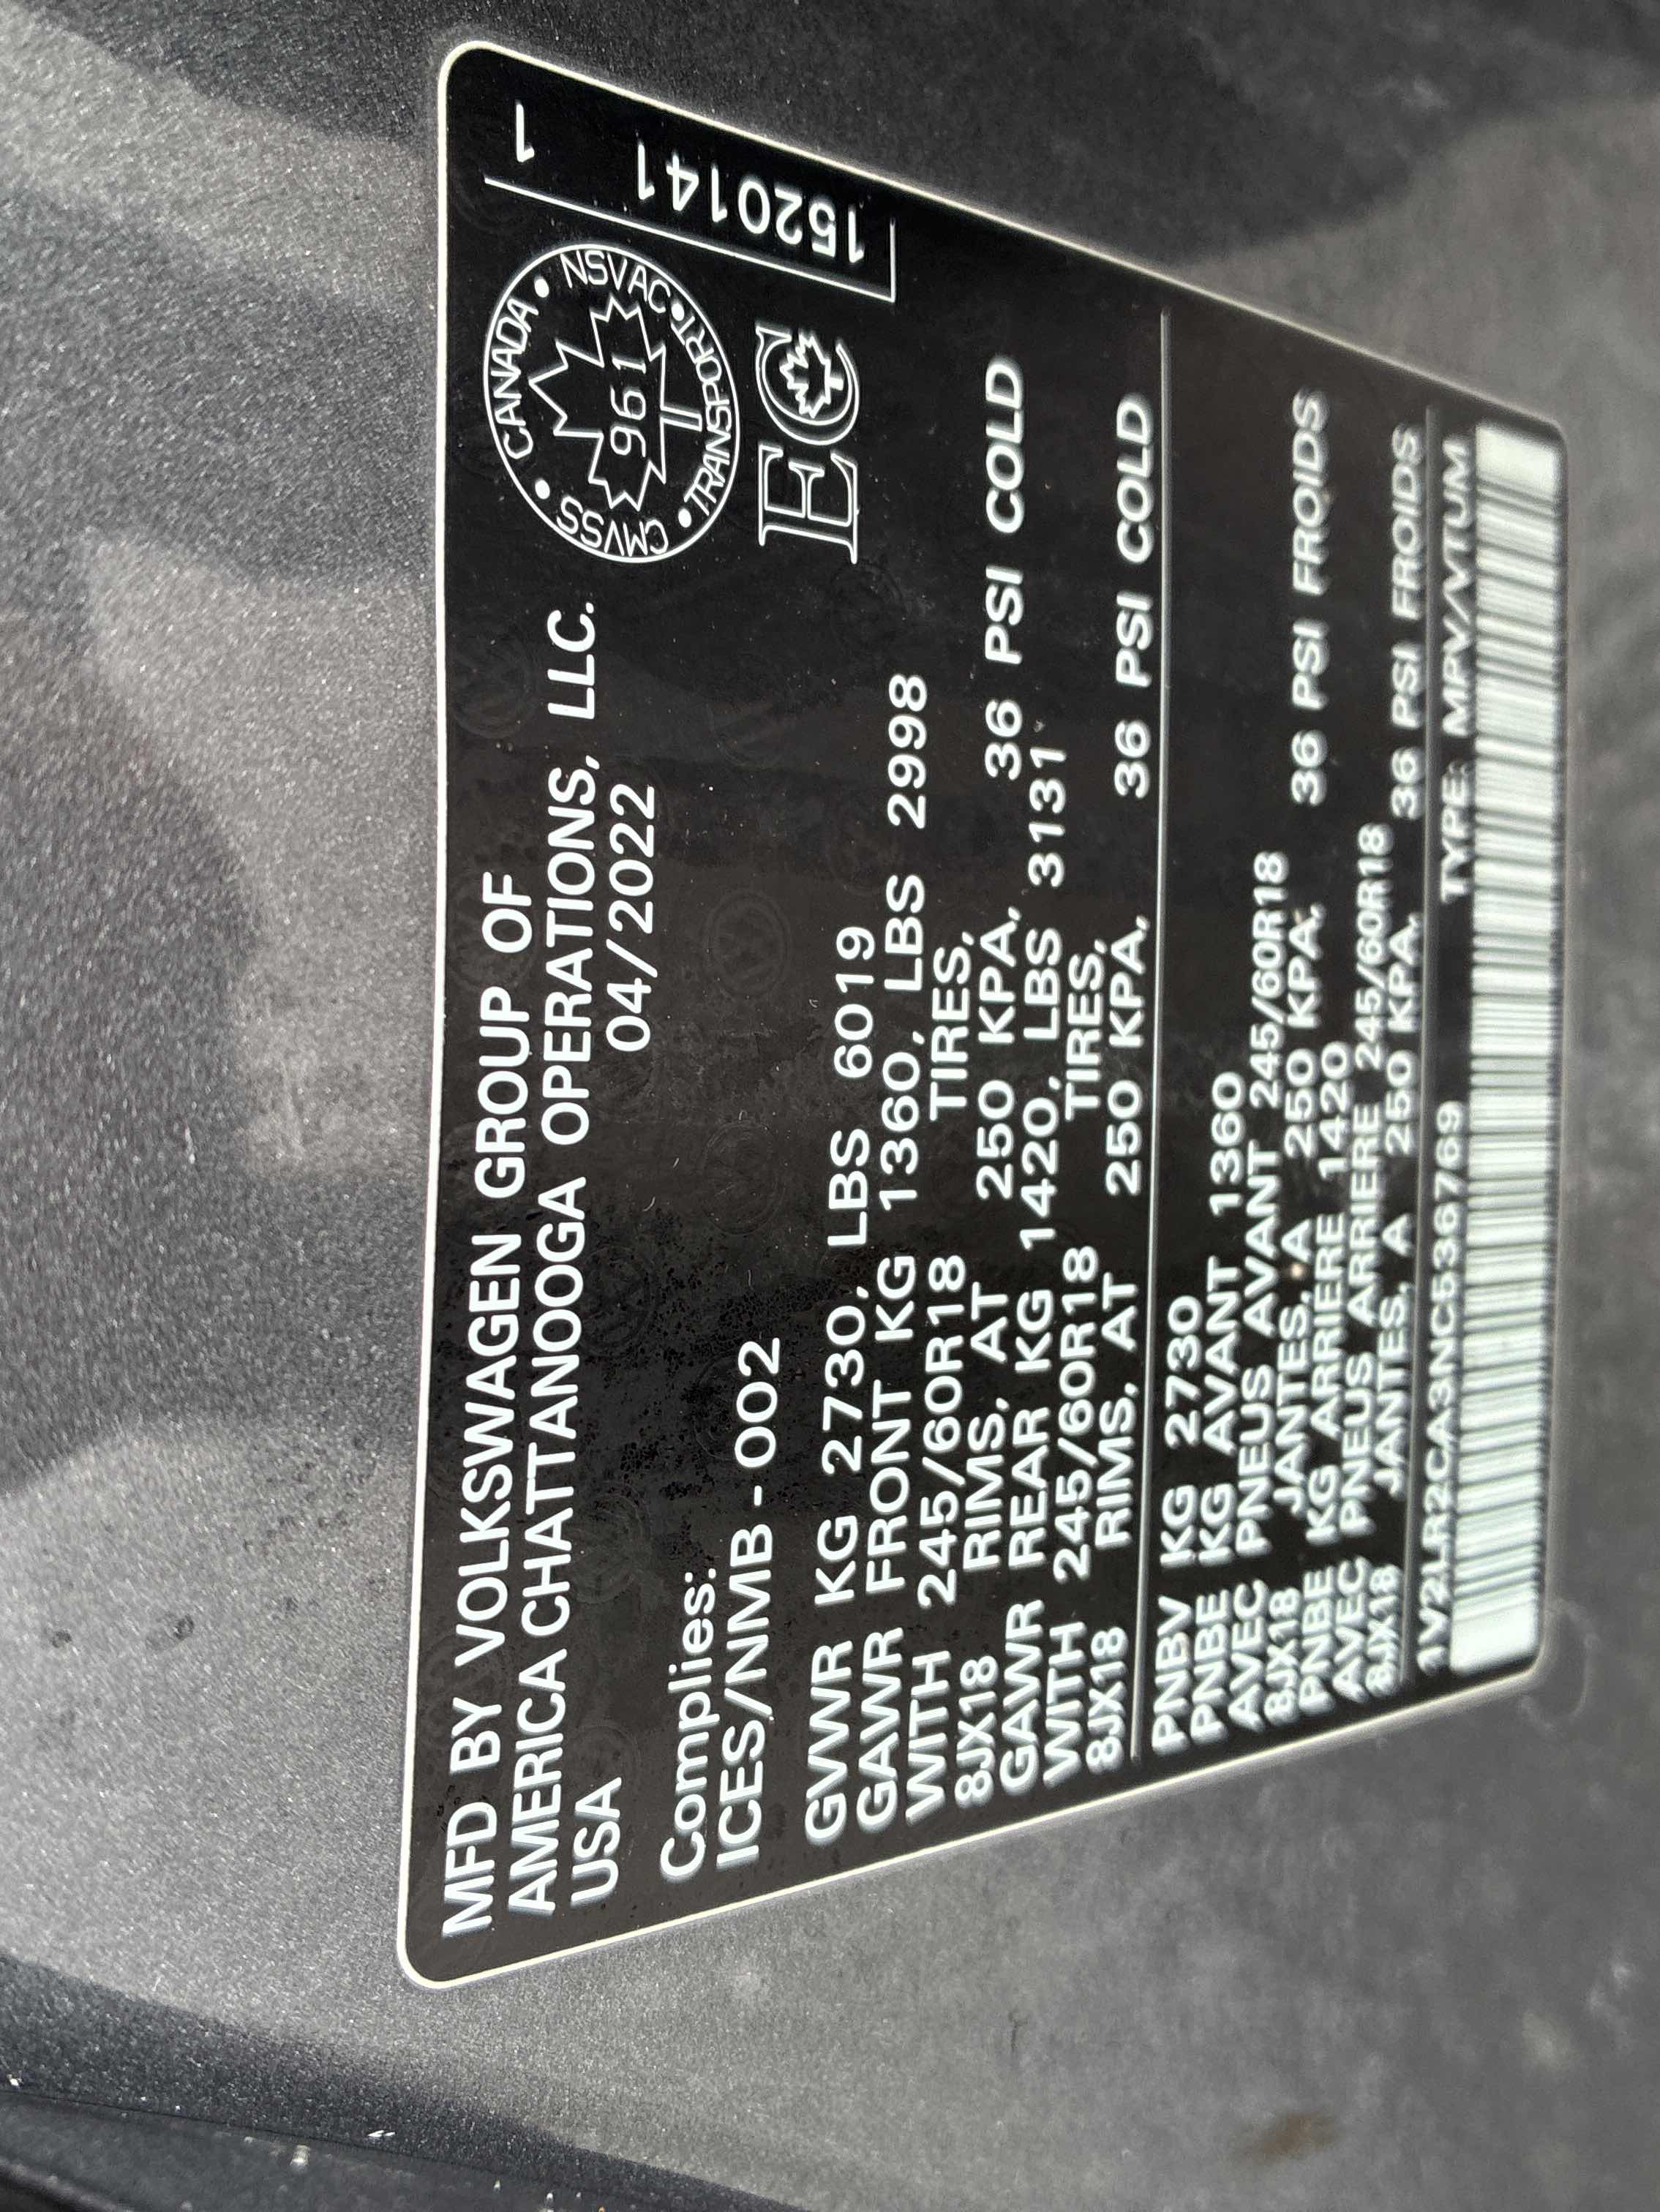 MFD BY VOLKSWAGEN GROUP OF
AMERICA CHATTANOOGA OPERATIONS, LLC.
USA 04/2022
CANADA • NSVAC • TRANSPORT • CMVSS •
961
EC
1
1520141
Complies:
ICES/NMB-002
GVWR KG 2730, LBS 6019
GAWR FRONT KG 1360, LBS 2998
WITH 245/60R18 TIRES,
8JX18 RIMS, AT 250 KPA, 36 PSI COLD
GAWR REAR KG 1420, LBS 3131
WITH 245/60R18 TIRES,
8JX18 RIMS, AT 250 KPA, 36 PSI COLD
PNBV KG 2730
PNBE KG AVANT 1360
AVEC PNEUS AVANT 245/60R18
8JX18 JANTES, A 250 KPA, 36 PSI FROIDS
PNBE KG ARRIERE 1420
AVEC PNEUS ARRIERE 245/60R18
8JX18 JANTES, A 250 KPA, 36 PSI FROIDS
1V2LR2CA3NC536769 TYPE: MPV/VTUM